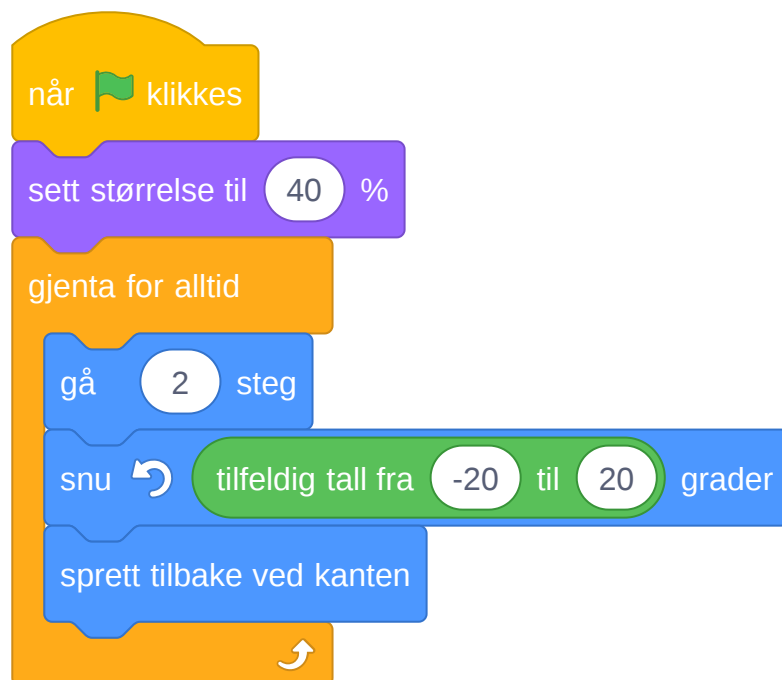 når klikkes
sett størrelse til 40 %
gjenta for alltid
gå 2 steg
snu tilfeldig tall fra -20 til 20 grader
sprett tilbake ved kanten